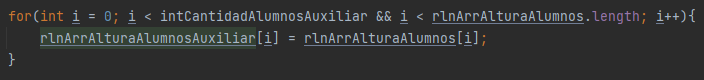 for(int i = 0; i < intCantidadAlumnosAuxiliar && i < rlnArrAlturaAlumnos.length; i++){
rlnArrAlturaAlumnosAuxiliar[i] = rlnArrAlturaAlumnos[i];
}